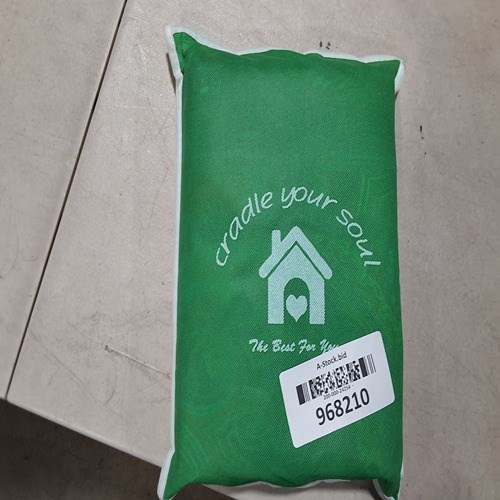 cradle your soul
The Best For You
A-Stock.bid
968210